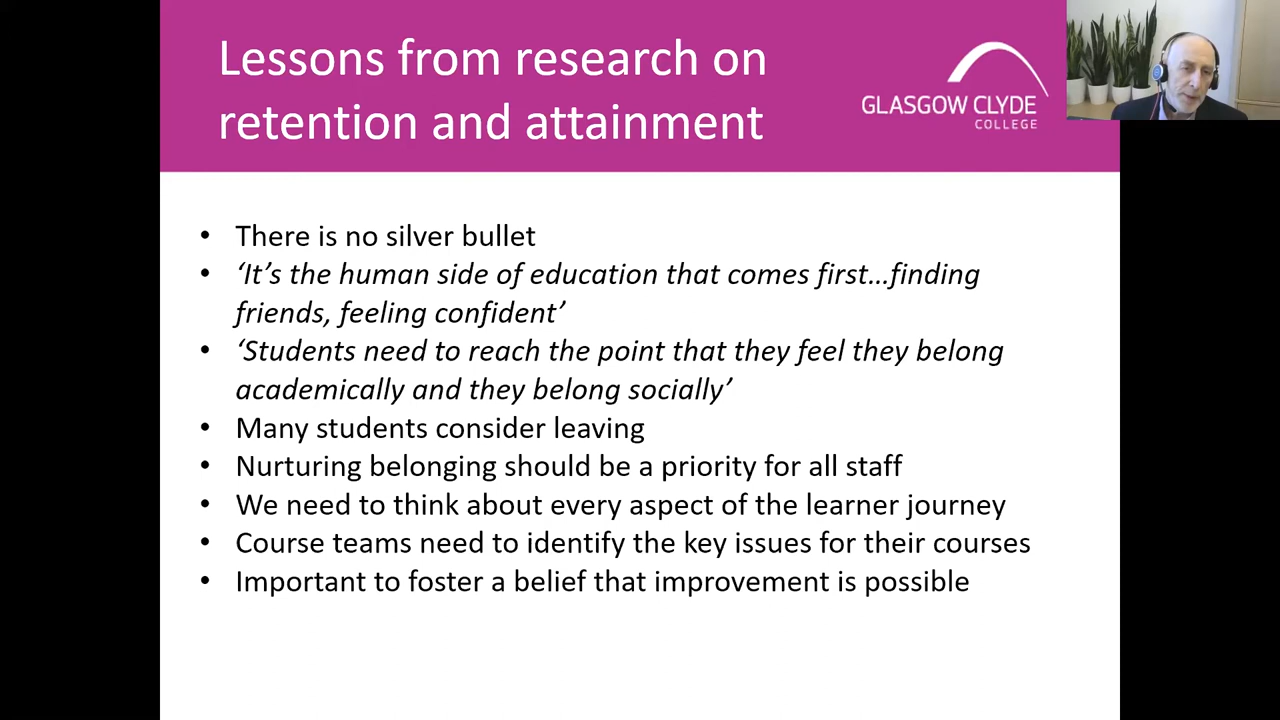 Lessons from research on
retention and attainment
GLASGOW CLYDE
COLLEGE
• There is no silver bullet
• ‘It’s the human side of education that comes first...finding
friends, feeling confident’
• ‘Students need to reach the point that they feel they belong
academically and they belong socially’
• Many students consider leaving
• Nurturing belonging should be a priority for all staff
• We need to think about every aspect of the learner journey
• Course teams need to identify the key issues for their courses
• Important to foster a belief that improvement is possible